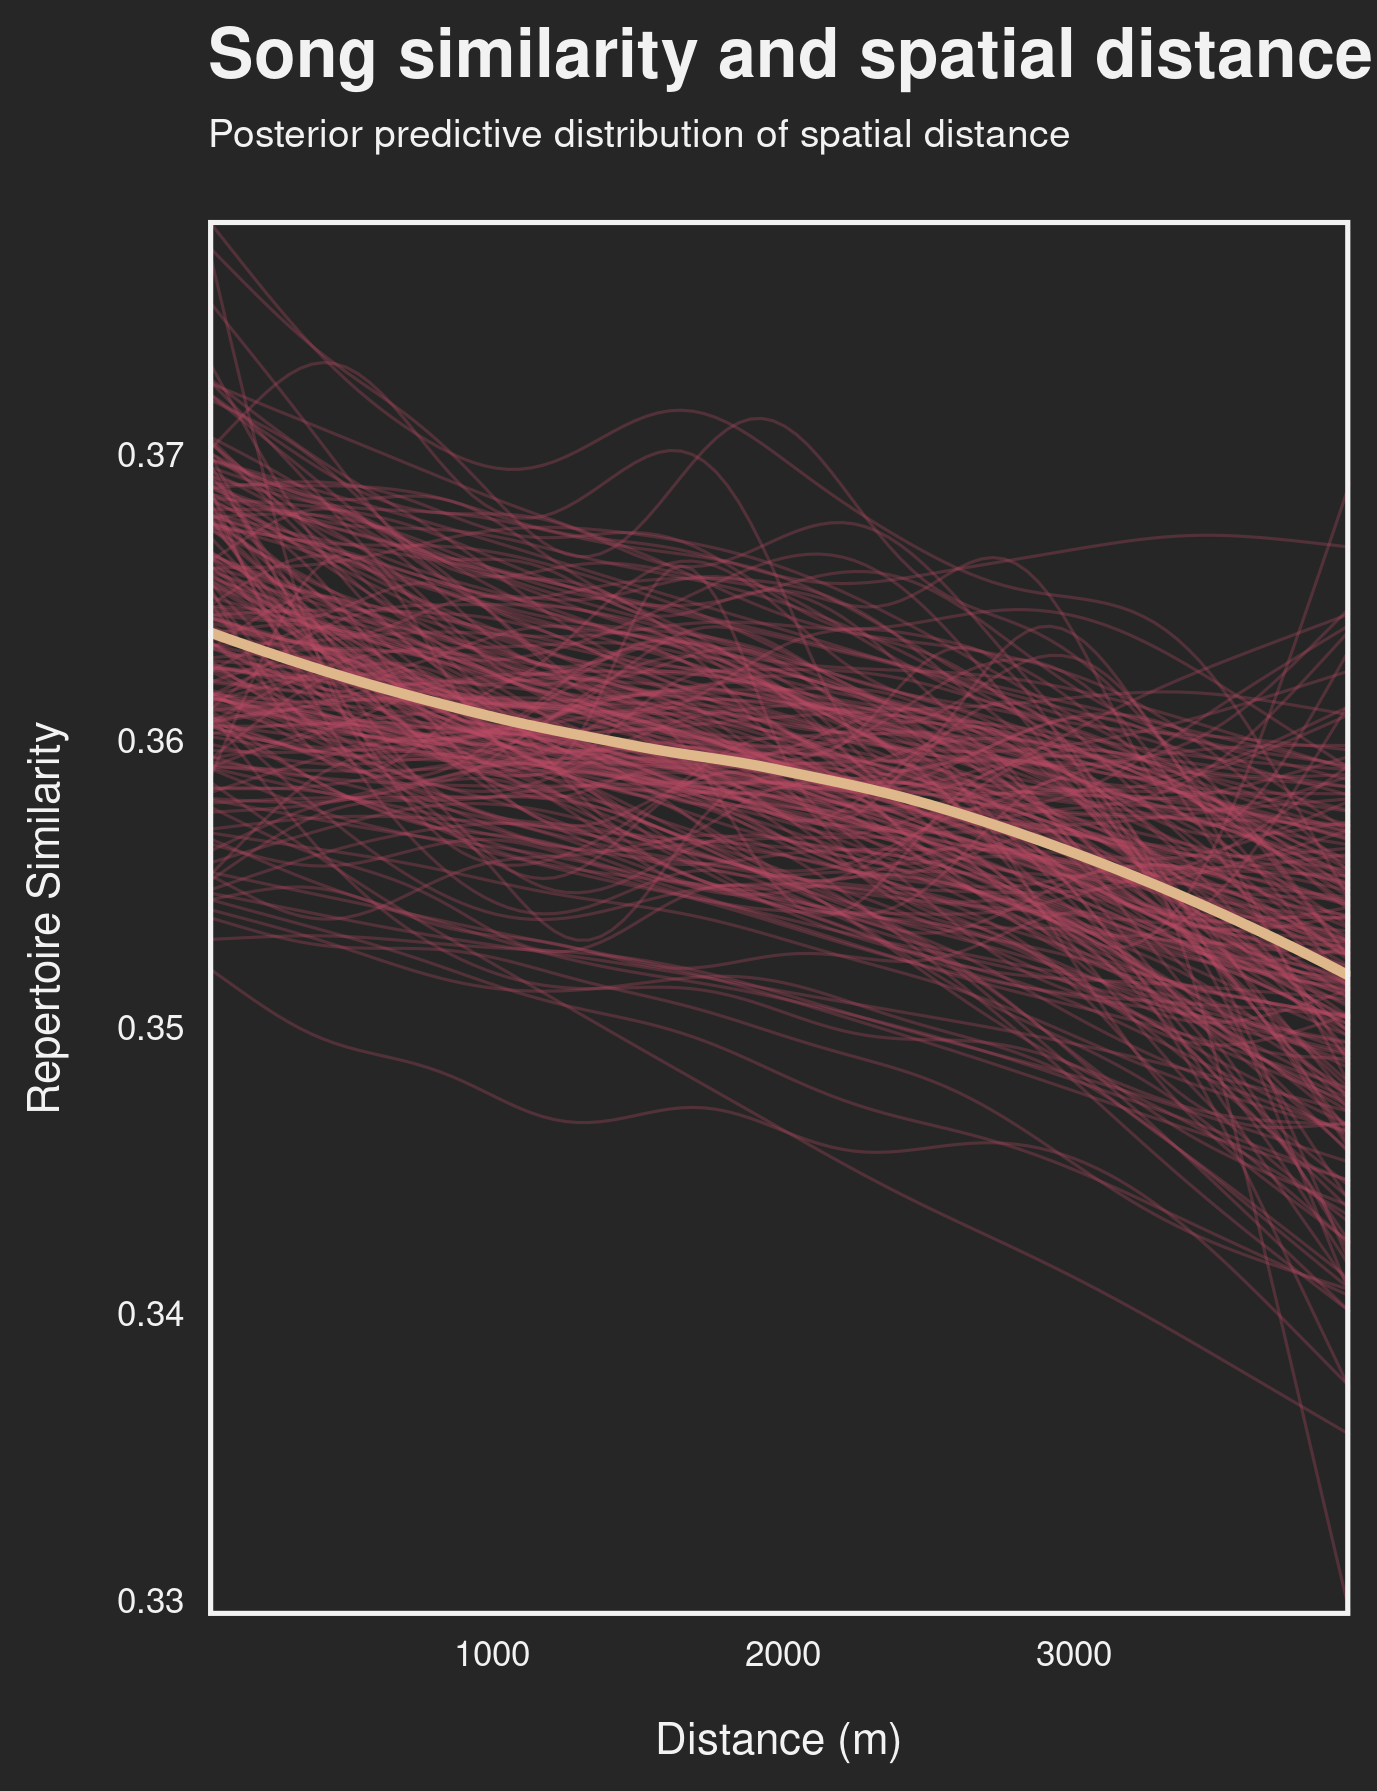 Song similarity and spatial distance
Posterior predictive distribution of spatial distance
0.37
0.36
0.35
0.34
0.33
Repertoire Similarity
1000 2000 3000
Distance (m)